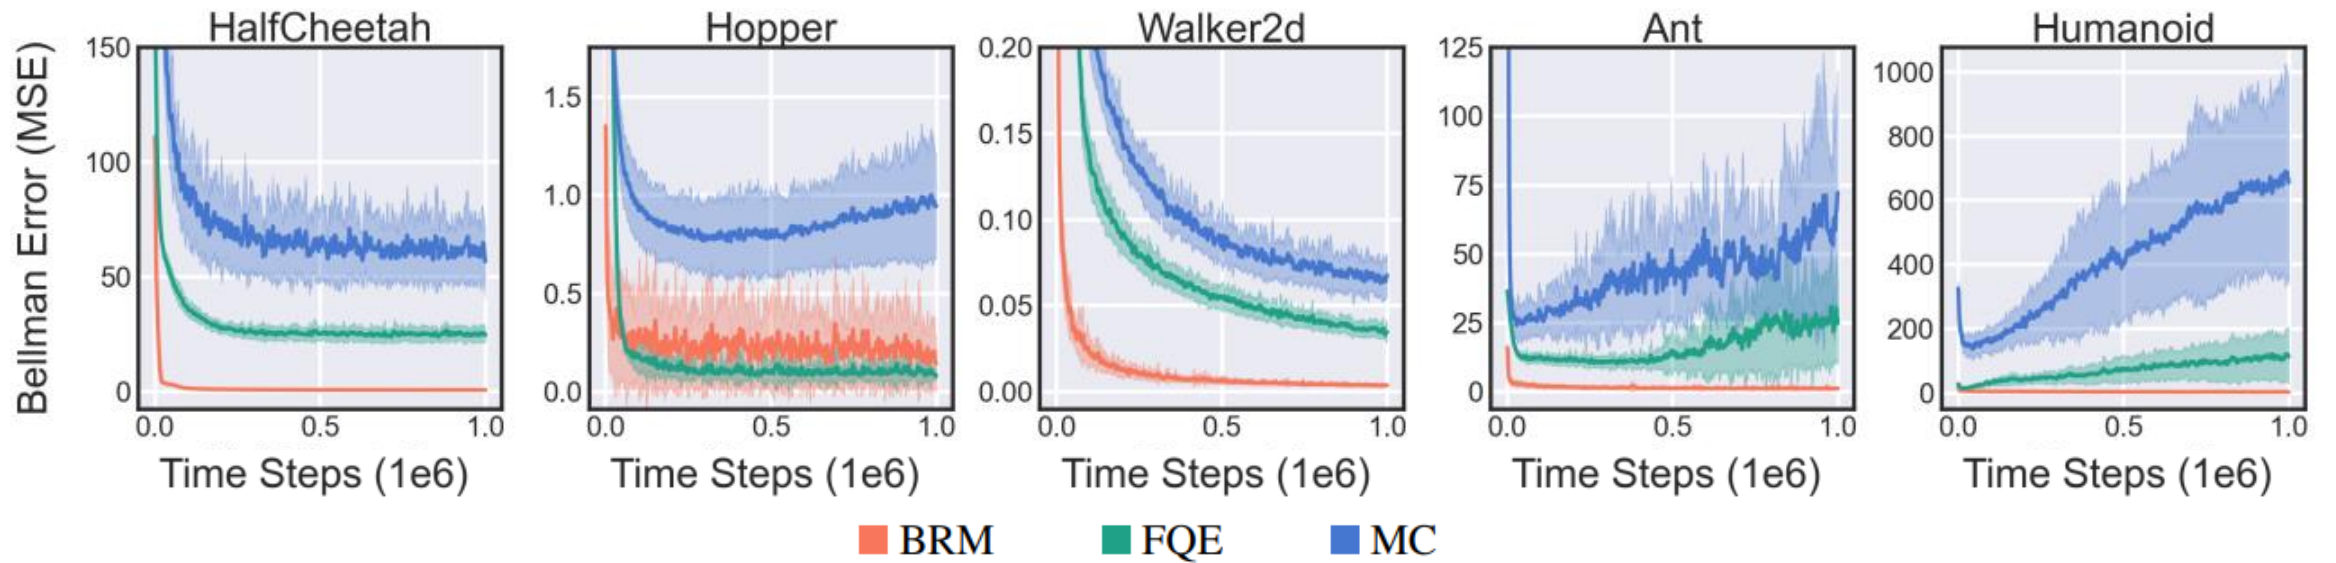 HalfCheetah Hopper Walker2d Ant Humanoid
Bellman Error (MSE)
150 100 50 0
1.5 1.0 0.5 0.0
0.20 0.15 0.10 0.05 0.00
125 100 75 50 25 0
1000 800 600 400 200 0
0.0 0.5 1.0 0.0 0.5 1.0 0.0 0.5 1.0 0.0 0.5 1.0 0.0 0.5 1.0
Time Steps (1e6) Time Steps (1e6) Time Steps (1e6) Time Steps (1e6) Time Steps (1e6)
BRM FQE MC